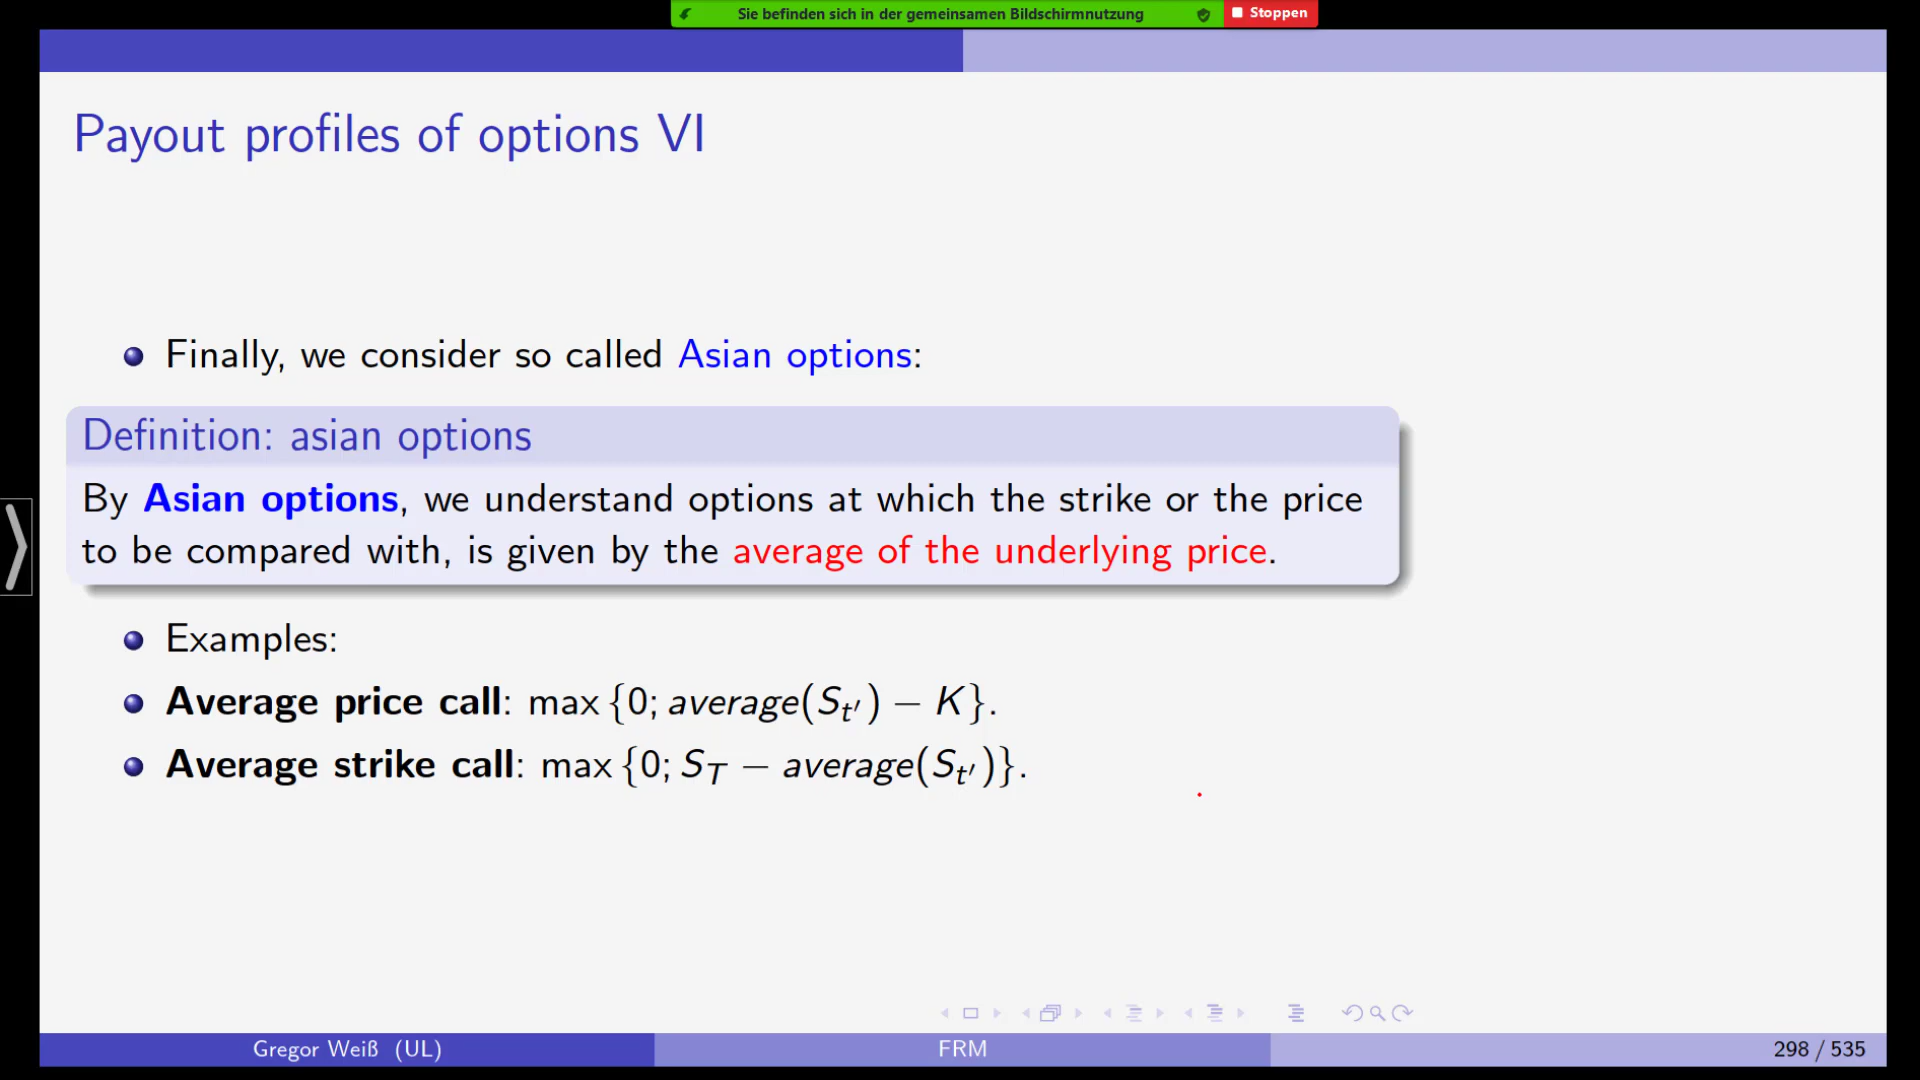 Sie befinden sich in der gemeinsamen Bildschirmnutzung
Stoppen
Payout profiles of options VI
Finally, we consider so called Asian options:
Definition: asian options
By Asian options, we understand options at which the strike or the price
to be compared with, is given by the average of the underlying price.
Examples:
Average price call: max {0; average(S_{t′}) − K}.
Average strike call: max {0; S_T − average(S_{t′})}.
Gregor Weiß (UL)
FRM
298 / 535